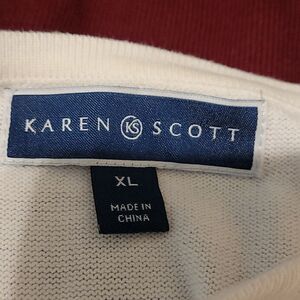 KAREN KS SCOTT
XL
MADE IN
CHINA